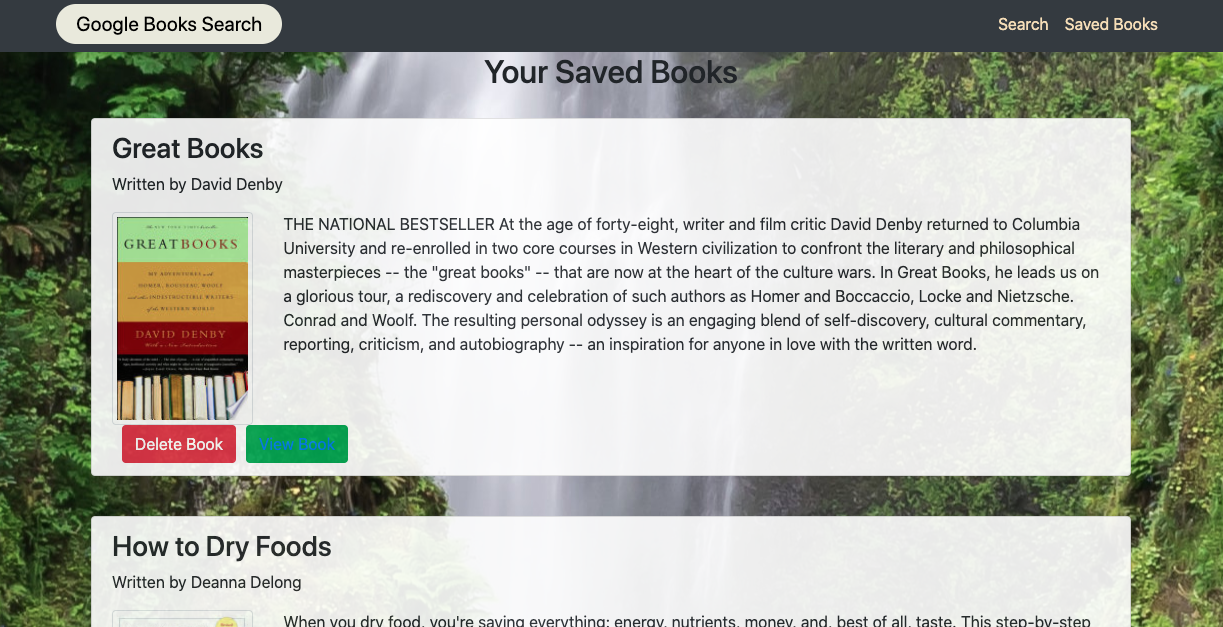 Google Books Search
Search
Saved Books
Your Saved Books
Great Books
Written by David Denby
THE NATIONAL BESTSELLER At the age of forty-eight, writer and film critic David Denby returned to Columbia
University and re-enrolled in two core courses in Western civilization to confront the literary and philosophical
masterpieces -- the "great books" -- that are now at the heart of the culture wars. In Great Books, he leads us on
a glorious tour, a rediscovery and celebration of such authors as Homer and Boccaccio, Locke and Nietzsche.
Conrad and Woolf. The resulting personal odyssey is an engaging blend of self-discovery, cultural commentary,
reporting, criticism, and autobiography -- an inspiration for anyone in love with the written word.
GREAT BOOKS
MY ADVENTURES with
HOMER, ROUSSEAU, WOOLF
and other INDESTRUCTIBLE WRITERS
of the WESTERN WORLD
DAVID DENBY
With a New Introduction
Delete Book
View Book
How to Dry Foods
Written by Deanna Delong
When you dry food, you're saving everything: energy, nutrients, money, and, best of all, taste. This step-by-step